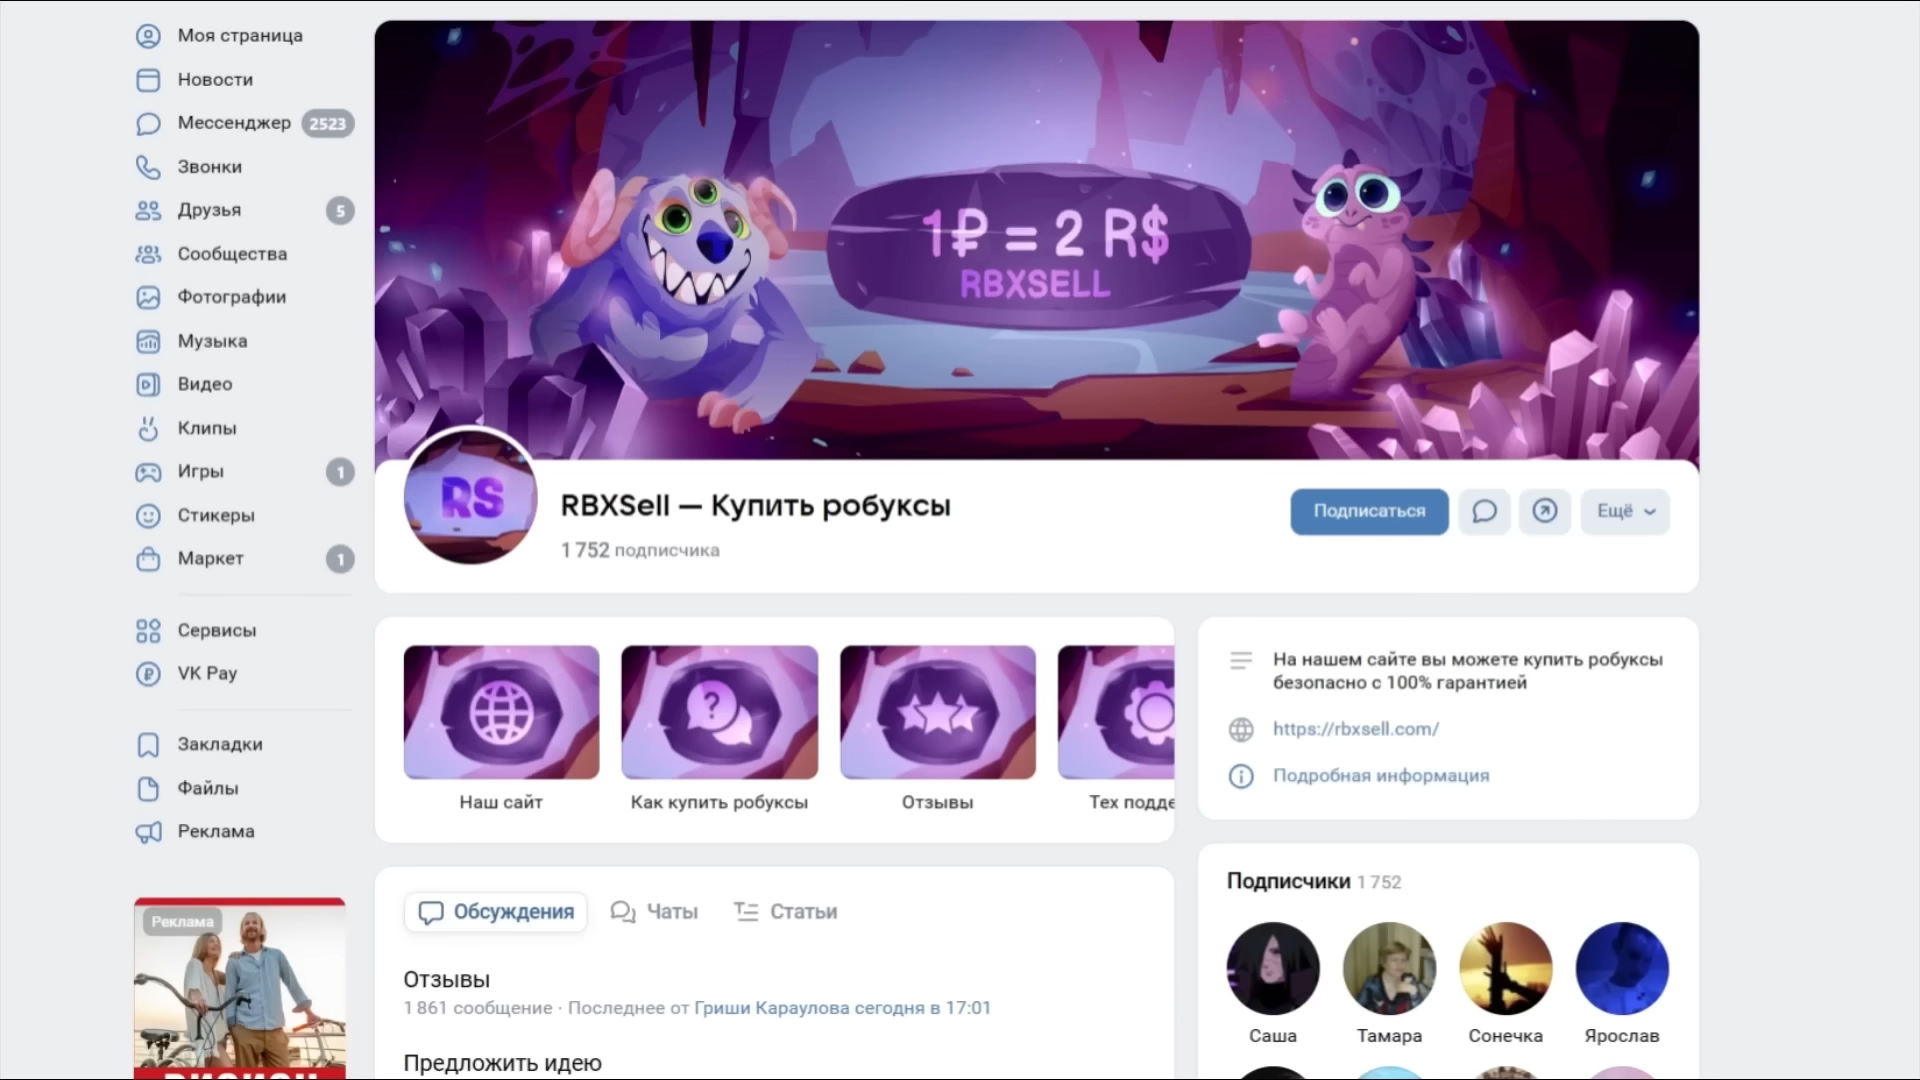 Моя страница
Новости
Мессенджер 2523
Звонки
Друзья 5
Сообщества
Фотографии
Музыка
Видео
Клипы
Игры 1
Стикеры
Маркет 1
Сервисы
VK Pay
Закладки
Файлы
Реклама
Реклама
1₽ = 2 R$
RBXSELL
RS
RBXSell — Купить робуксы
1 752 подписчика
Подписаться
Ещё
Наш сайт
Как купить робуксы
Отзывы
Тех подде
Обсуждения
Чаты
Статьи
Отзывы
1 861 сообщение · Последнее от Гриши Караулова сегодня в 17:01
Предложить идею
На нашем сайте вы можете купить робуксы
безопасно с 100% гарантией
https://rbxsell.com/
Подробная информация
Подписчики 1 752
Саша
Тамара
Сонечка
Ярослав